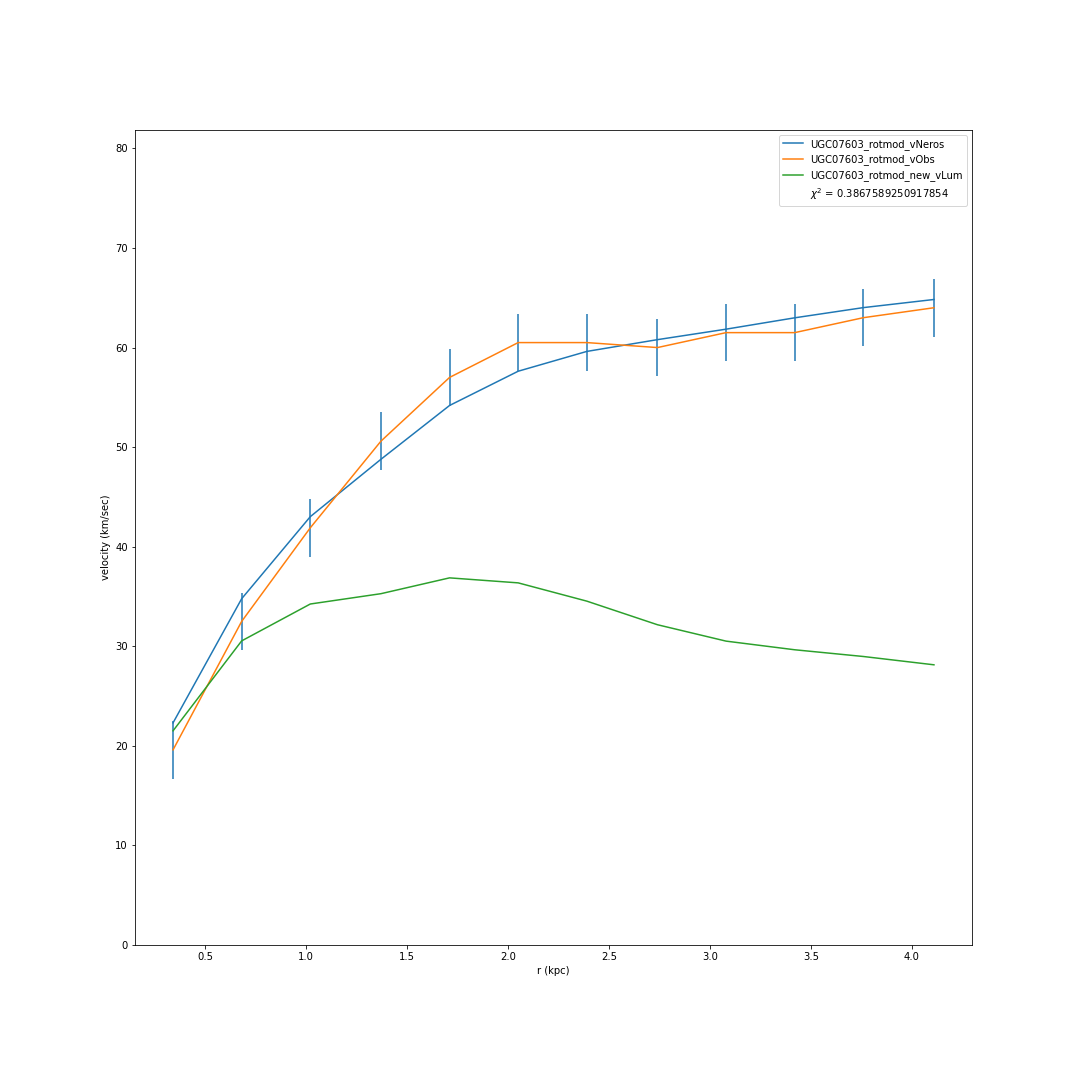 UGC07603_rotmod_vNeros
UGC07603_rotmod_vObs
UGC07603_rotmod_new_vLum
χ² = 0.3867589250917854
80
70
60
50
40
30
20
10
0
velocity (km/sec)
0.5 1.0 1.5 2.0 2.5 3.0 3.5 4.0
r (kpc)